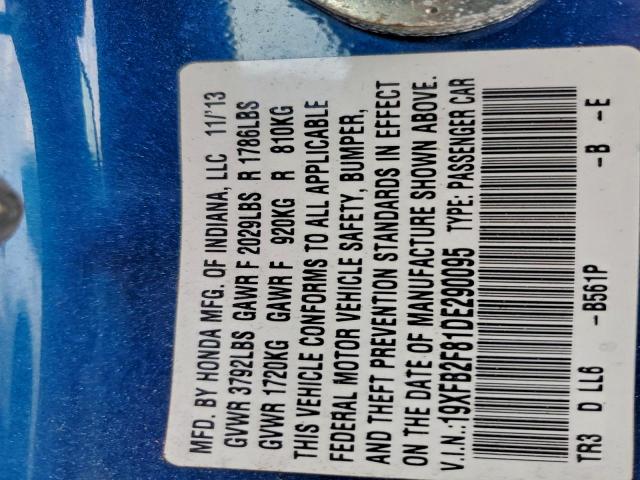 MFD. BY HONDA MFG. OF INDIANA, LLC 11/'13
GVWR 3792LBS GAWR F 2029LBS R 1786LBS
GVWR 1720KG GAWR F 920KG R 810KG
THIS VEHICLE CONFORMS TO ALL APPLICABLE
FEDERAL MOTOR VEHICLE SAFETY, BUMPER,
AND THEFT PREVENTION STANDARDS IN EFFECT
ON THE DATE OF MANUFACTURE SHOWN ABOVE.
V.I.N.:19XFB2F81DE290095 TYPE: PASSENGER CAR
TR3 D LL6 -B561P -B -E